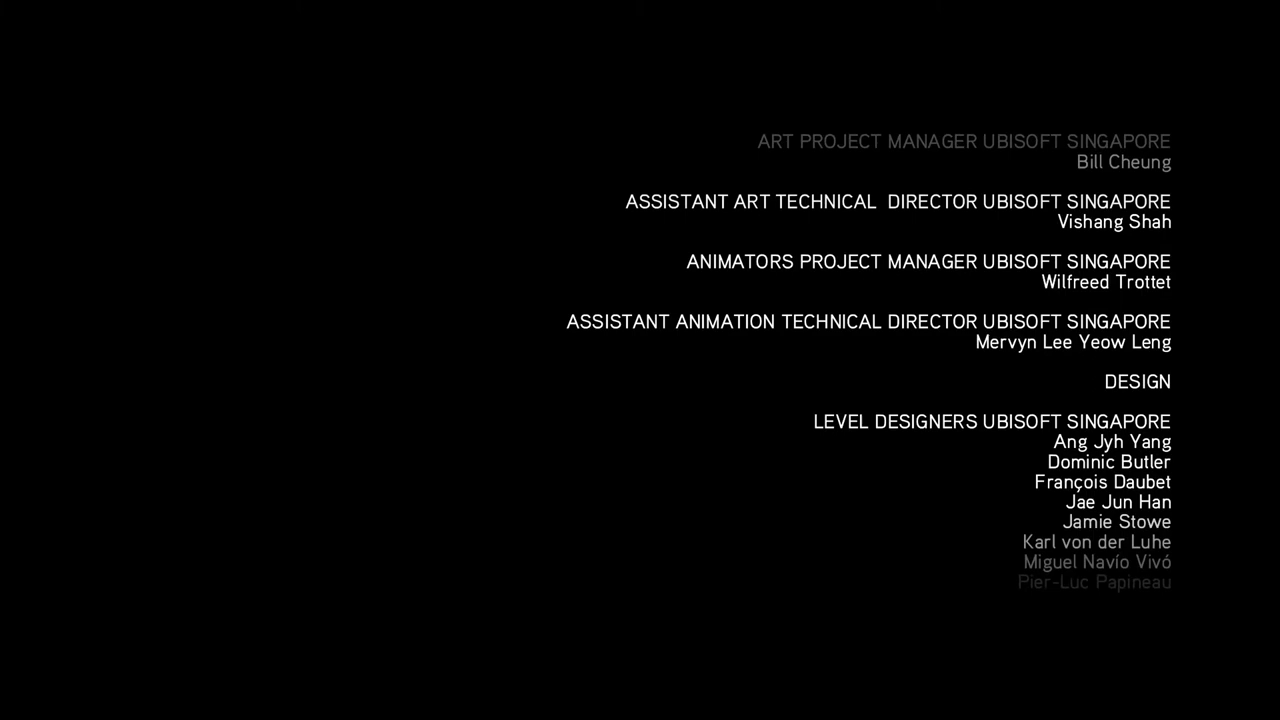 ART PROJECT MANAGER UBISOFT SINGAPORE
Bill Cheung
ASSISTANT ART TECHNICAL  DIRECTOR UBISOFT SINGAPORE
Vishang Shah
ANIMATORS PROJECT MANAGER UBISOFT SINGAPORE
Wilfreed Trottet
ASSISTANT ANIMATION TECHNICAL DIRECTOR UBISOFT SINGAPORE
Mervyn Lee Yeow Leng
DESIGN
LEVEL DESIGNERS UBISOFT SINGAPORE
Ang Jyh Yang
Dominic Butler
François Daubet
Jae Jun Han
Jamie Stowe
Karl von der Luhe
Miguel Navío Vivó
Pier-Luc Papineau